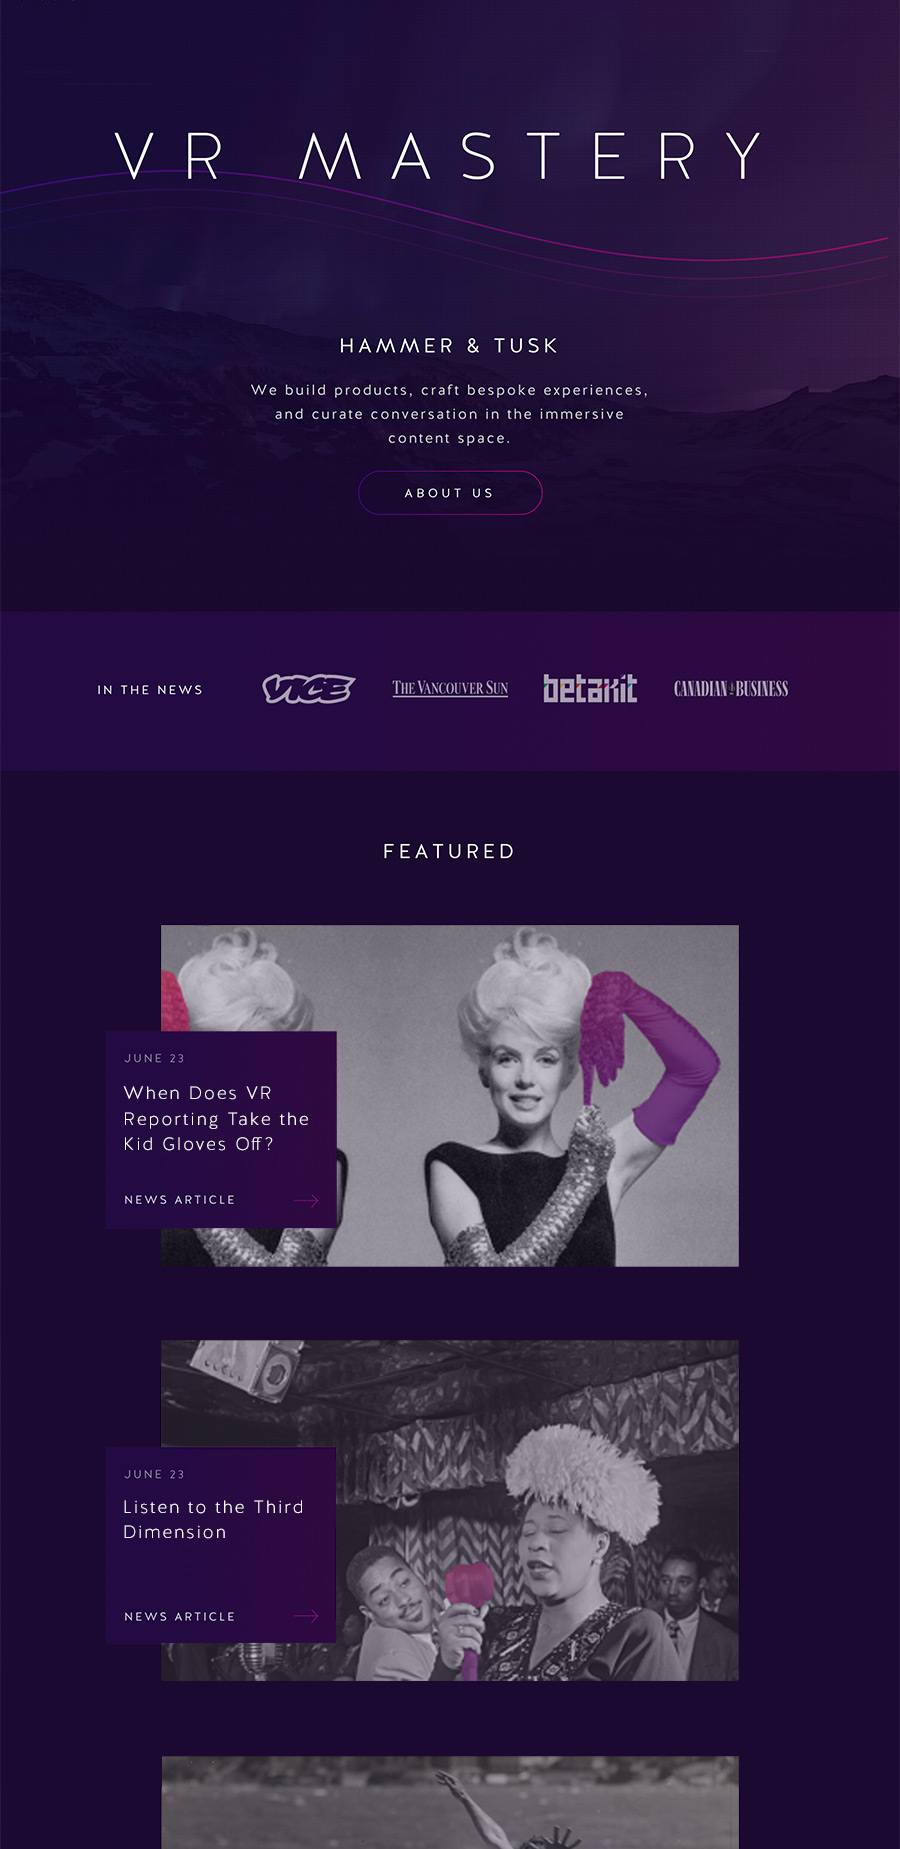 VR MASTERY
HAMMER & TUSK
We build products, craft bespoke experiences,
and curate conversation in the immersive
content space.
ABOUT US
IN THE NEWS
VICE
THE VANCOUVER SUN
betakit
CANADIAN BUSINESS
FEATURED
JUNE 23
When Does VR
Reporting Take the
Kid Gloves Off?
NEWS ARTICLE
JUNE 23
Listen to the Third
Dimension
NEWS ARTICLE